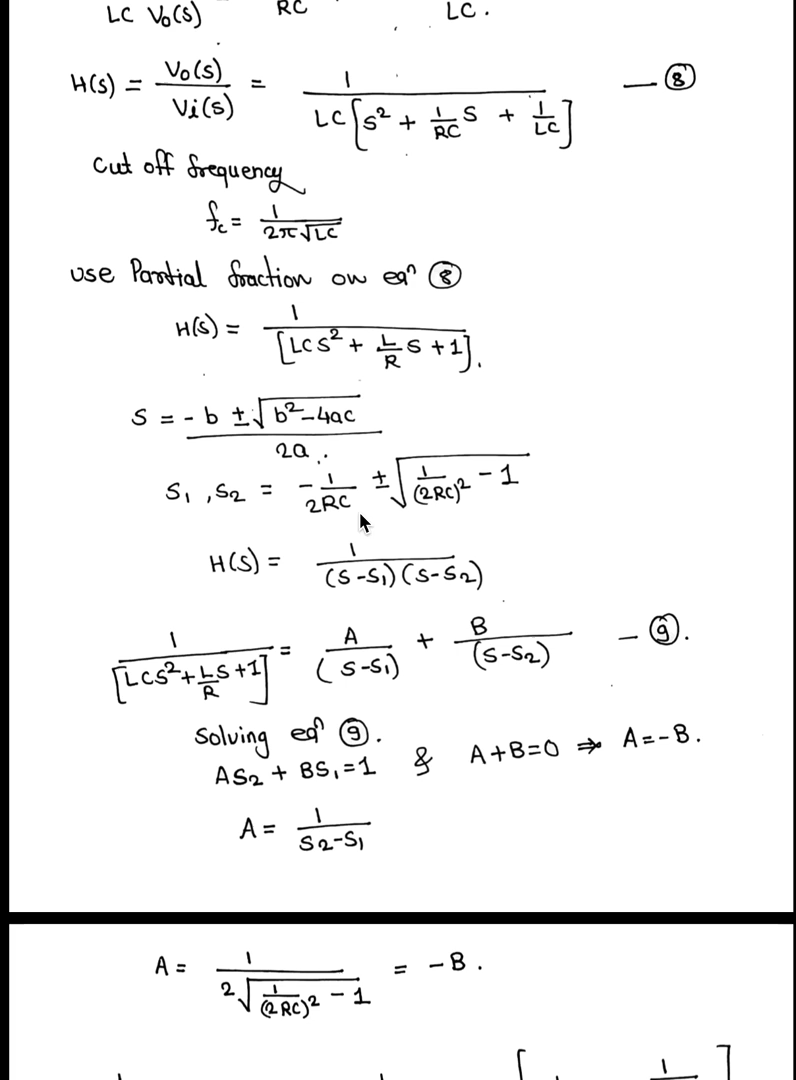 LC Vo(s) RC LC.
H(s) = Vo(s)/Vi(s) = 1/LC[s² + 1/RC S + 1/LC] — ⑧
Cut off frequency
fc = 1/2π√LC
use Partial fraction on eqⁿ ⑧
H(s) = 1/[LCS² + L/R S + 1].
S = -b ± √b²-4ac/2a..
S₁, S₂ = -1/2RC ± √1/(2RC)² - 1
H(S) = 1/(S-S₁)(S-S₂)
1/[LCS² + L/R S + 1] = A/(S-S₁) + B/(S-S₂) — ⑨.
Solving eqⁿ ⑨.
AS₂ + BS₁ = 1 & A+B=0 ⇒ A=-B.
A = 1/S₂-S₁
A = 1/2√1/(2RC)² - 1 = -B.